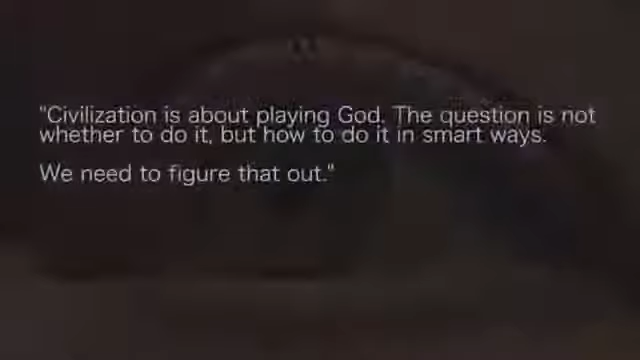 "Civilization is about playing God. The question is not
whether to do it, but how to do it in smart ways.
We need to figure that out."